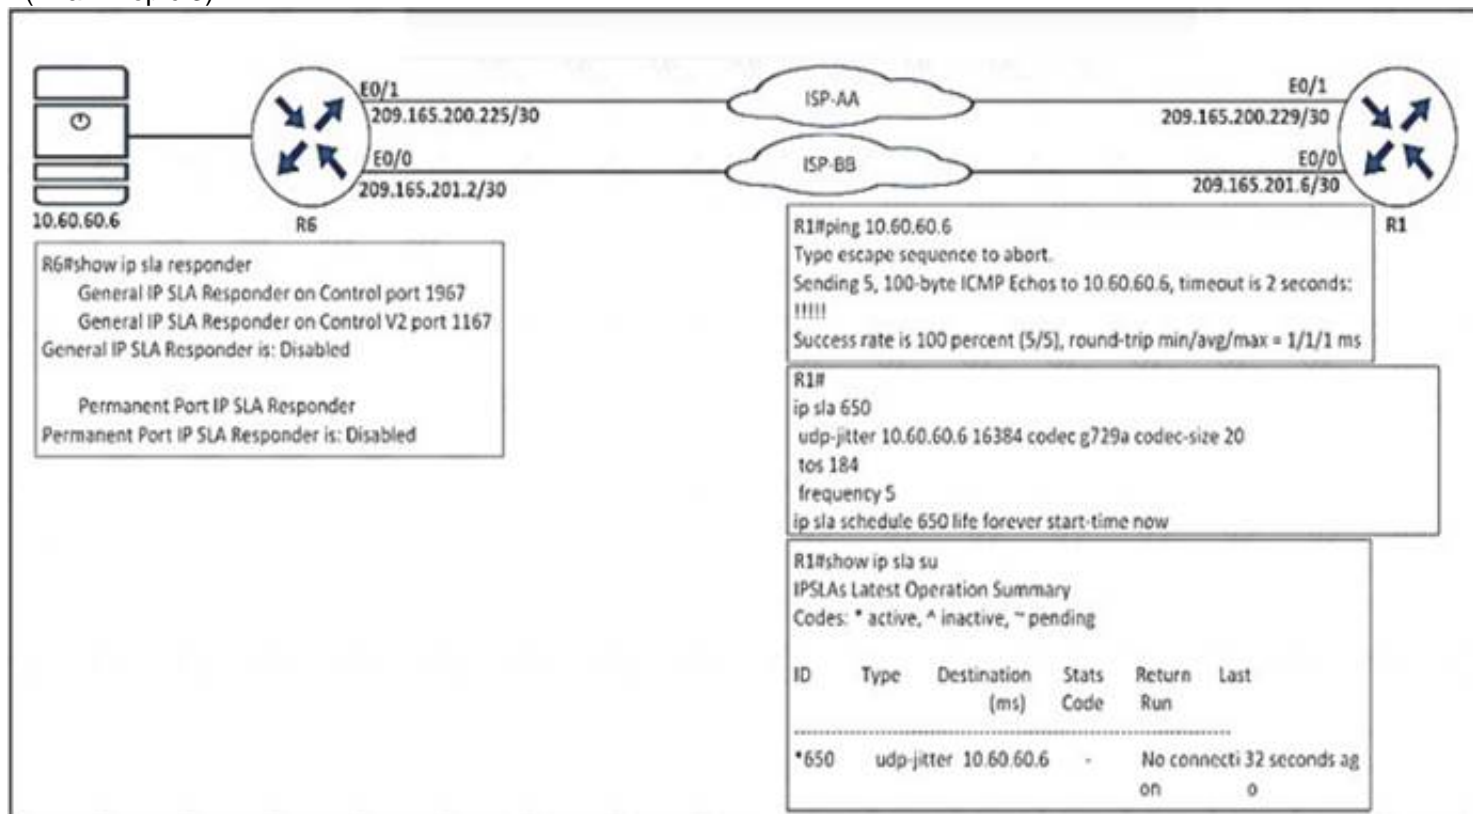 E0/1
209.165.200.225/30
E0/0
209.165.201.2/30
10.60.60.6
R6
ISP-AA
ISP-BB
E0/1
209.165.200.229/30
E0/0
209.165.201.6/30
R1
R6#show ip sla responder
General IP SLA Responder on Control port 1967
General IP SLA Responder on Control V2 port 1167
General IP SLA Responder is: Disabled
Permanent Port IP SLA Responder
Permanent Port IP SLA Responder is: Disabled
R1#ping 10.60.60.6
Type escape sequence to abort.
Sending 5, 100-byte ICMP Echos to 10.60.60.6, timeout is 2 seconds:
!!!!!
Success rate is 100 percent (5/5), round-trip min/avg/max = 1/1/1 ms
R1#
ip sla 650
udp-jitter 10.60.60.6 16384 codec g729a codec-size 20
tos 184
frequency 5
ip sla schedule 650 life forever start-time now
R1#show ip sla su
IPSLAs Latest Operation Summary
Codes: * active, ^ inactive, ~ pending
ID Type Destination Stats Return Last
(ms) Code Run
--------------------------------------------------------------
*650 udp-jitter 10.60.60.6 - No connecti 32 seconds ag
on o